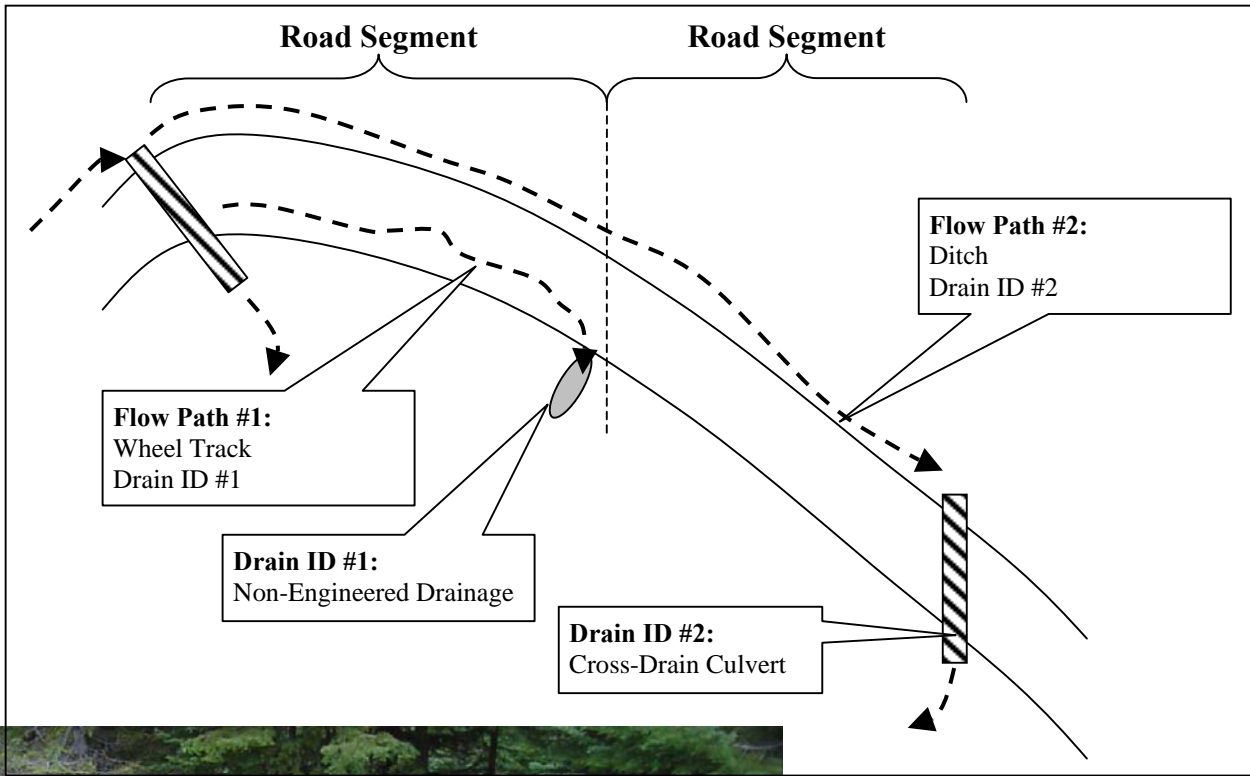 Road Segment
Road Segment
Flow Path #2:
Ditch
Drain ID #2
Flow Path #1:
Wheel Track
Drain ID #1
Drain ID #1:
Non-Engineered Drainage
Drain ID #2:
Cross-Drain Culvert